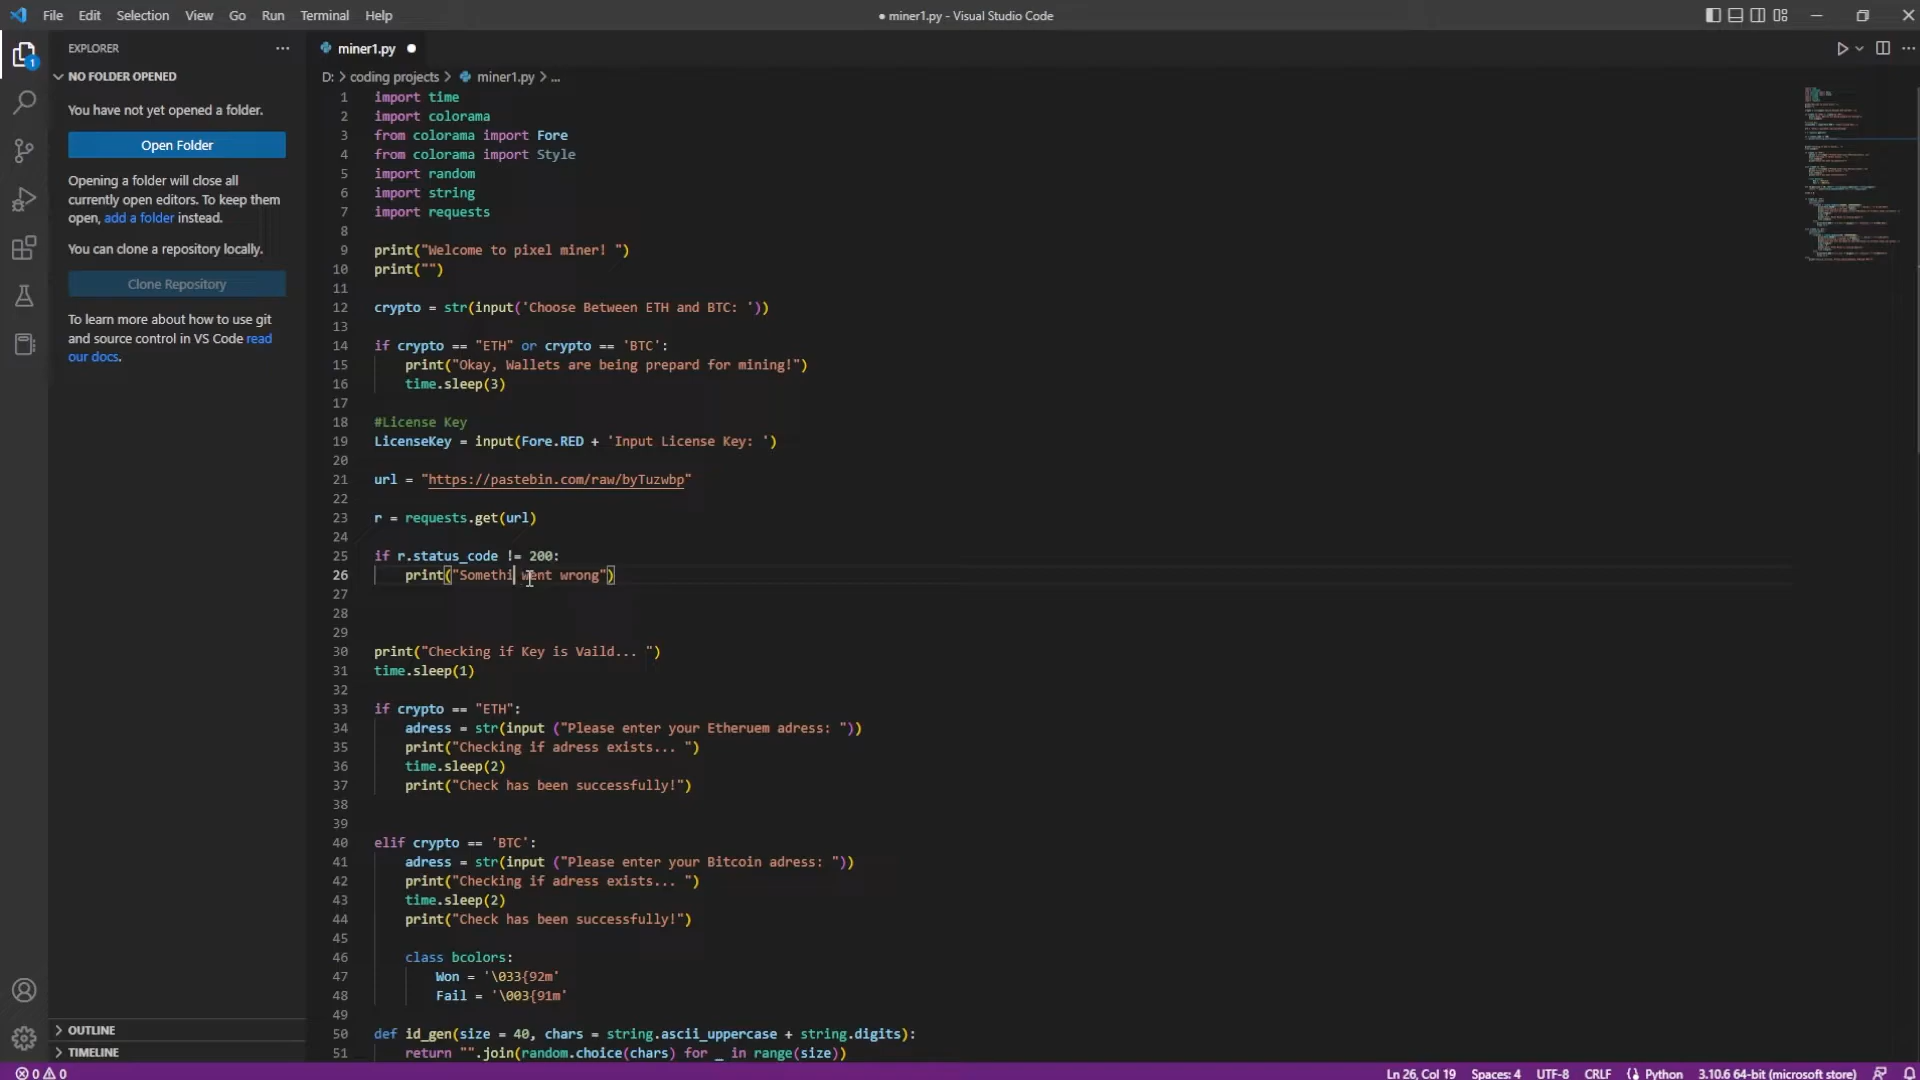 File Edit Selection View Go Run Terminal Help
● miner1.py - Visual Studio Code
EXPLORER ...
NO FOLDER OPENED
You have not yet opened a folder.
Open Folder
Opening a folder will close all
currently open editors. To keep them
open, add a folder instead.
You can clone a repository locally.
Clone Repository
To learn more about how to use git
and source control in VS Code read
our docs.
OUTLINE
TIMELINE
1
miner1.py ●
D: > coding projects > miner1.py > ...
1 import time
2 import colorama
3 from colorama import Fore
4 from colorama import Style
5 import random
6 import string
7 import requests
8
9 print("Welcome to pixel miner! ")
10 print("")
11
12 crypto = str(input('Choose Between ETH and BTC: '))
13
14 if crypto == "ETH" or crypto == 'BTC':
15 print("Okay, Wallets are being prepard for mining!")
16 time.sleep(3)
17
18 #License Key
19 LicenseKey = input(Fore.RED + 'Input License Key: ')
20
21 url = "https://pastebin.com/raw/byTuzwbp"
22
23 r = requests.get(url)
24
25 if r.status_code != 200:
26 print("Somethi went wrong")
27
28
29
30 print("Checking if Key is Vaild... ")
31 time.sleep(1)
32
33 if crypto == "ETH":
34 adress = str(input ("Please enter your Etheruem adress: "))
35 print("Checking if adress exists... ")
36 time.sleep(2)
37 print("Check has been successfully!")
38
39
40 elif crypto == 'BTC':
41 adress = str(input ("Please enter your Bitcoin adress: "))
42 print("Checking if adress exists... ")
43 time.sleep(2)
44 print("Check has been successfully!")
45
46 class bcolors:
47 Won = '\033{92m'
48 Fail = '\003{91m'
49
50 def id_gen(size = 40, chars = string.ascii_uppercase + string.digits):
51 return "".join(random.choice(chars) for _ in range(size))
0 0
Ln 26, Col 19 Spaces: 4 UTF-8 CRLF Python 3.10.6 64-bit (microsoft store)